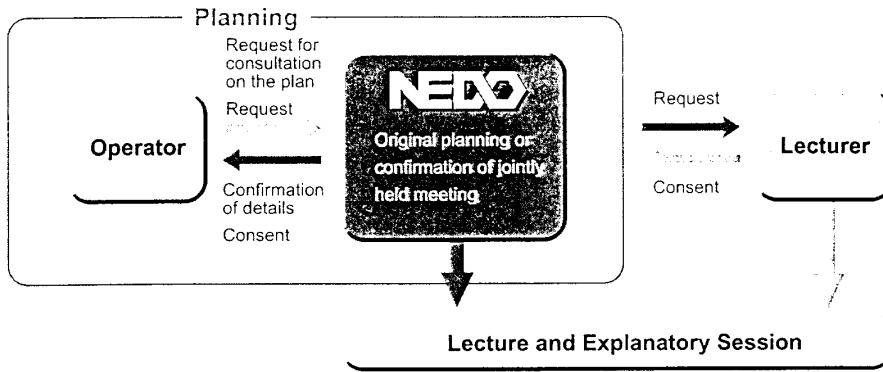 Planning
Request for
consultation
on the plan
Request
Operator
Confirmation
of details
Consent
NEDO
Original planning or
confirmation of jointly
held meeting
Request
Consent
Lecturer
Lecture and Explanatory Session